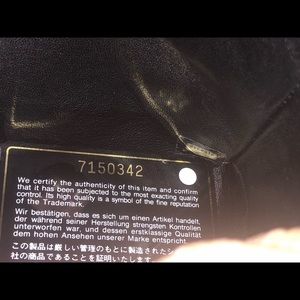 7150342
We certify the authenticity of this item and confirm
that it has been subjected to the most exacting quality
control. Its high quality is a symbol of the fine reputation
of the Trademark.
Wir bestätigen, dass es sich um einen Artikel handelt,
der während seiner Herstellung strengsten Kontrollen
unterworfen war, und dessen erstklassige Qualität
dem hohen Ansehen unserer Marke entspricht.
この製品は厳しい管理のもとに製造された
社の商品であることを証明します。